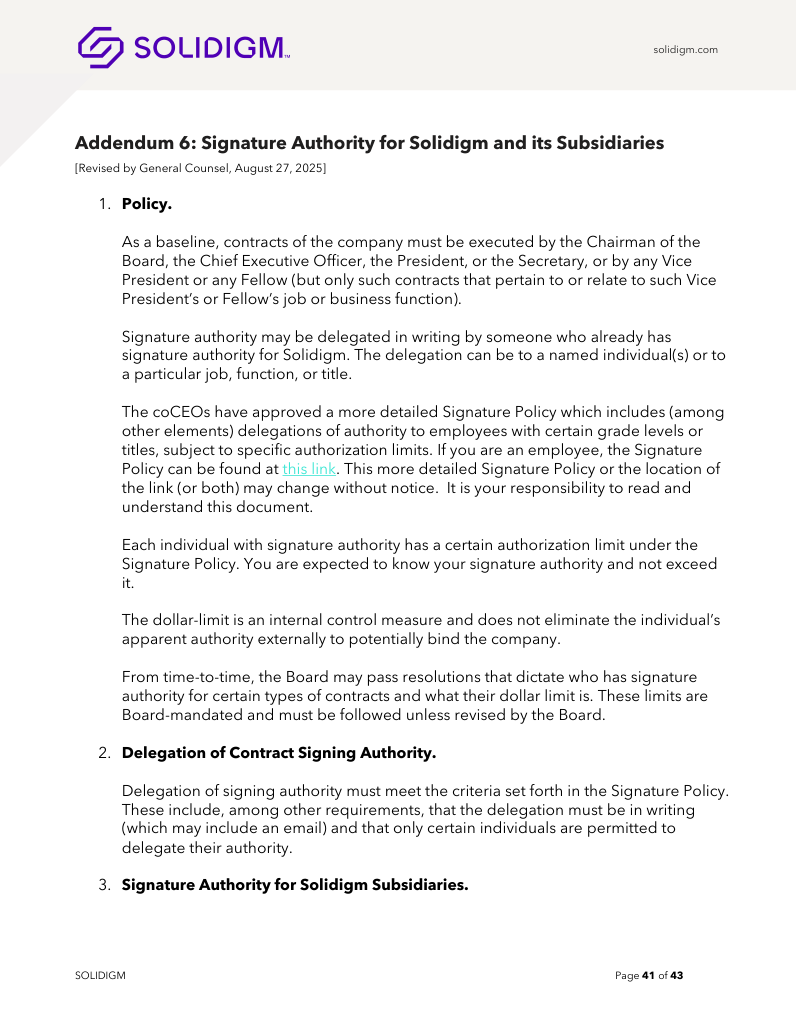 SOLIDIGM™
solidigm.com
Addendum 6: Signature Authority for Solidigm and its Subsidiaries
[Revised by General Counsel, August 27, 2025]
1. Policy.
As a baseline, contracts of the company must be executed by the Chairman of the
Board, the Chief Executive Officer, the President, or the Secretary, or by any Vice
President or any Fellow (but only such contracts that pertain to or relate to such Vice
President's or Fellow's job or business function).
Signature authority may be delegated in writing by someone who already has
signature authority for Solidigm. The delegation can be to a named individual(s) or to
a particular job, function, or title.
The coCEOs have approved a more detailed Signature Policy which includes (among
other elements) delegations of authority to employees with certain grade levels or
titles, subject to specific authorization limits. If you are an employee, the Signature
Policy can be found at this link. This more detailed Signature Policy or the location of
the link (or both) may change without notice.  It is your responsibility to read and
understand this document.
Each individual with signature authority has a certain authorization limit under the
Signature Policy. You are expected to know your signature authority and not exceed
it.
The dollar-limit is an internal control measure and does not eliminate the individual's
apparent authority externally to potentially bind the company.
From time-to-time, the Board may pass resolutions that dictate who has signature
authority for certain types of contracts and what their dollar limit is. These limits are
Board-mandated and must be followed unless revised by the Board.
2. Delegation of Contract Signing Authority.
Delegation of signing authority must meet the criteria set forth in the Signature Policy.
These include, among other requirements, that the delegation must be in writing
(which may include an email) and that only certain individuals are permitted to
delegate their authority.
3. Signature Authority for Solidigm Subsidiaries.
SOLIDIGM
Page 41 of 43